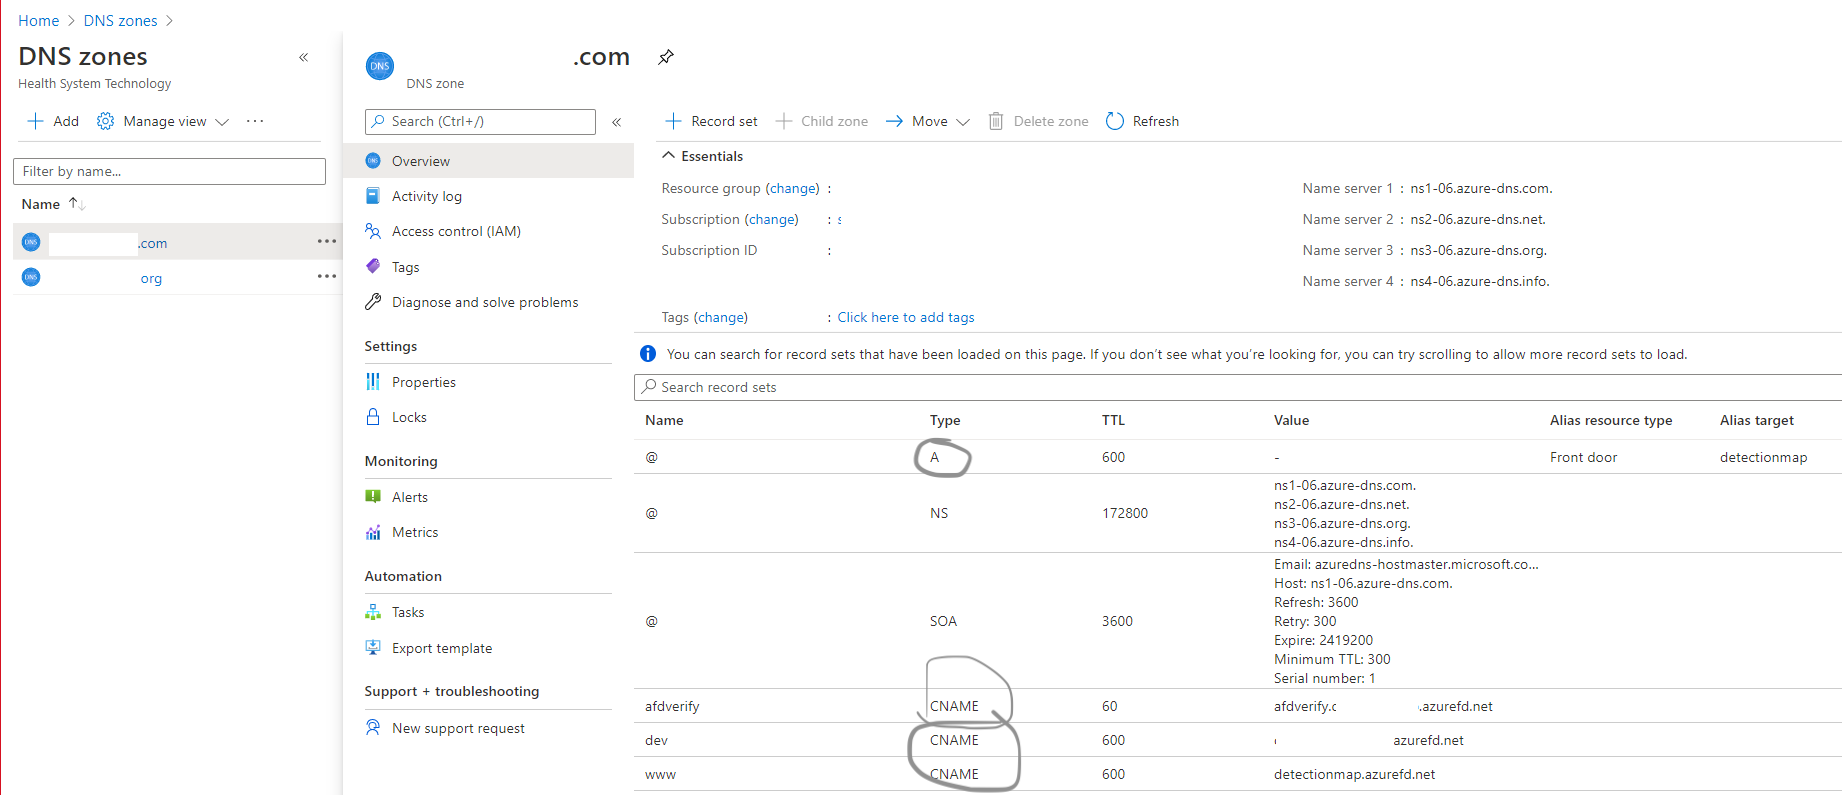 Home > DNS zones >
DNS zones
Health System Technology
«
+ Add Manage view ...
Filter by name...
Name ↑↓
DNS .com ...
DNS org ...
DNS .com
DNS zone
Search (Ctrl+/) «
DNS Overview
Activity log
Access control (IAM)
Tags
Diagnose and solve problems
Settings
Properties
Locks
Monitoring
Alerts
Metrics
Automation
Tasks
Export template
Support + troubleshooting
New support request
+ Record set + Child zone → Move Delete zone Refresh
Essentials
Resource group (change) :
Subscription (change) : s
Subscription ID :
Name server 1 : ns1-06.azure-dns.com.
Name server 2 : ns2-06.azure-dns.net.
Name server 3 : ns3-06.azure-dns.org.
Name server 4 : ns4-06.azure-dns.info.
Tags (change) : Click here to add tags
You can search for record sets that have been loaded on this page. If you don't see what you're looking for, you can try scrolling to allow more record sets to load.
Search record sets
Name Type TTL Value Alias resource type Alias target
@ A 600 - Front door detectionmap
@ NS 172800
ns1-06.azure-dns.com.
ns2-06.azure-dns.net.
ns3-06.azure-dns.org.
ns4-06.azure-dns.info.
@ SOA 3600
Email: azuredns-hostmaster.microsoft.co...
Host: ns1-06.azure-dns.com.
Refresh: 3600
Retry: 300
Expire: 2419200
Minimum TTL: 300
Serial number: 1
afdverify CNAME 60 afdverify.c .azurefd.net
dev CNAME 600 azurefd.net
www CNAME 600 detectionmap.azurefd.net